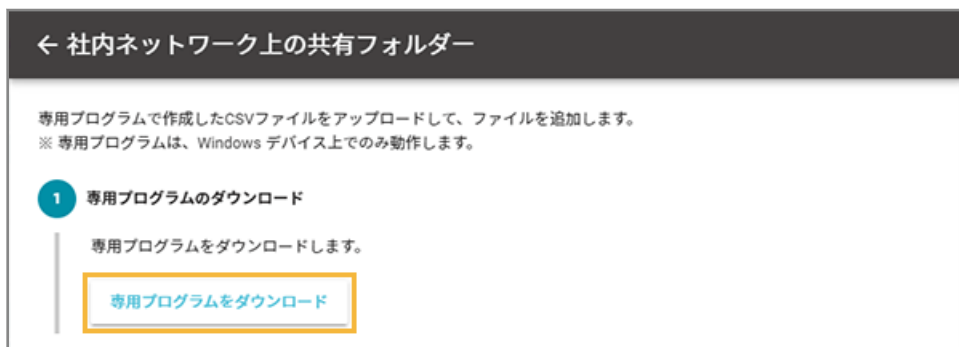 ← 社内ネットワーク上の共有フォルダー
専用プログラムで作成したCSVファイルをアップロードして、ファイルを追加します。
※ 専用プログラムは、Windows デバイス上でのみ動作します。
1 専用プログラムのダウンロード
専用プログラムをダウンロードします。
専用プログラムをダウンロード